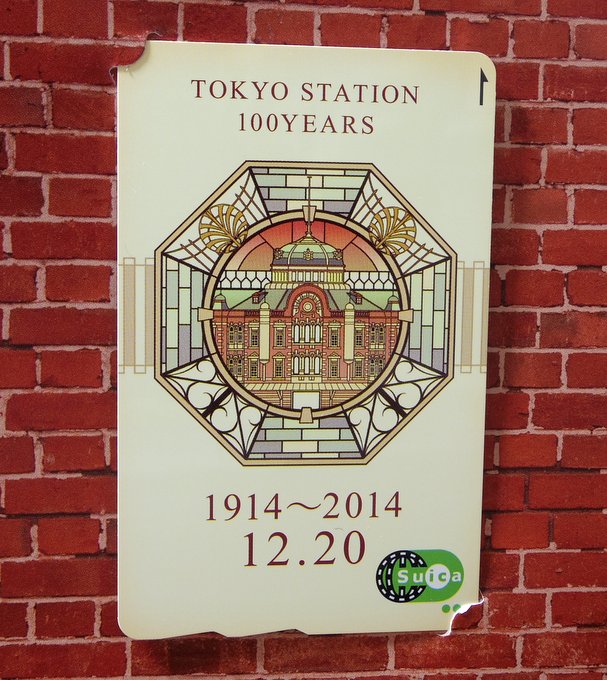 TOKYO STATION
100YEARS
1914～2014
12.20
Suica